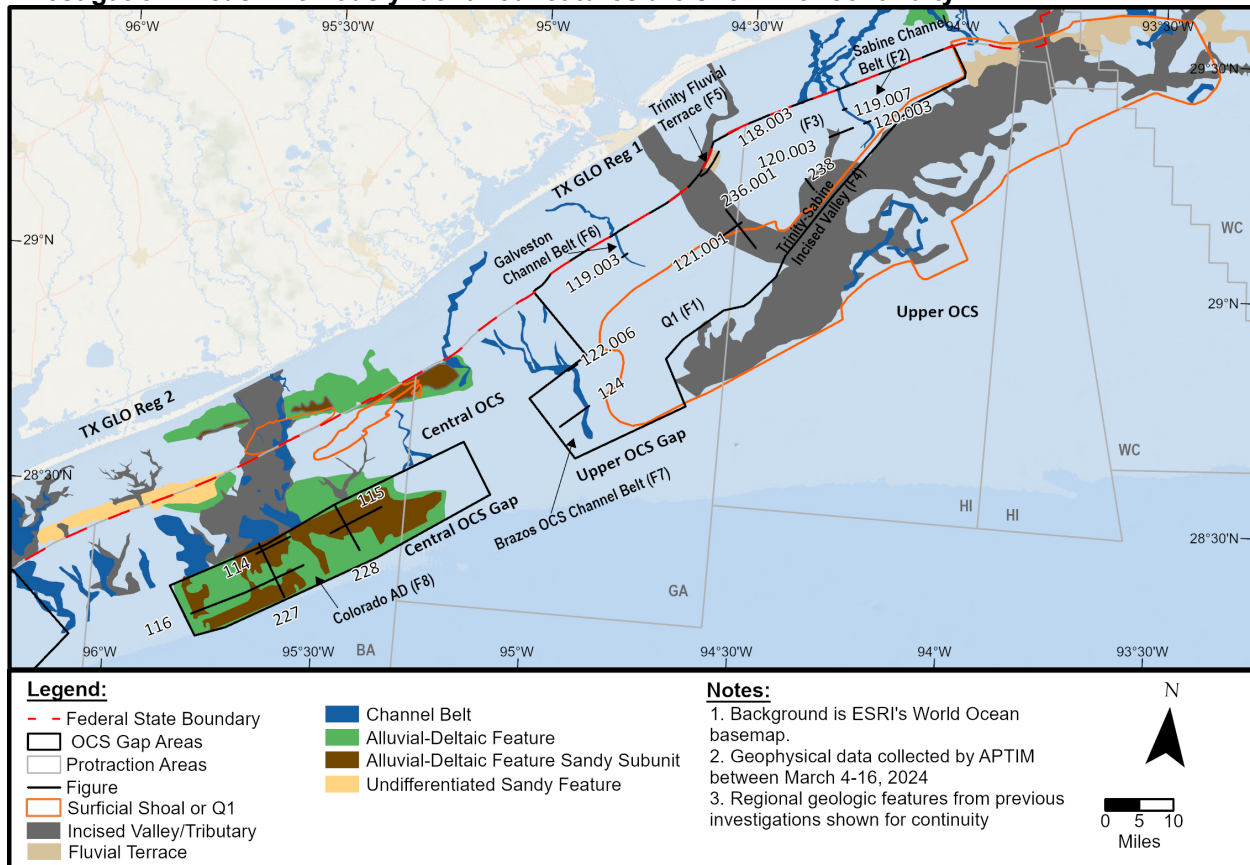 96°W
95°30'W
95°W
94°30'W
94°W
93°30'W
29°30'N
Sabine Channel
Belt (F2)
Trinity Fluvial
Terrace (F5)
118.003
(F3)
119.007
120.003
120.003
TX GLO Reg 1
238
236.001
Trinity-Sabine
Incised Valley (F4)
29°N
Galveston
Channel Belt (F6)
119.003
121.001
WC
Q1 (F1)
29°N
Upper OCS
122.006
124
TX GLO Reg 2
Central OCS
Upper OCS Gap
WC
28°30'N
115
Central OCS Gap
Brazos OCS Channel Belt (F7)
HI
HI
28°30'N
114
228
Colorado AD (F8)
GA
116
227
BA
96°W
95°30'W
95°W
94°30'W
94°W
93°30'W
Legend:
Federal State Boundary
OCS Gap Areas
Protraction Areas
Figure
Surficial Shoal or Q1
Incised Valley/Tributary
Fluvial Terrace
Channel Belt
Alluvial-Deltaic Feature
Alluvial-Deltaic Feature Sandy Subunit
Undifferentiated Sandy Feature
Notes:
1. Background is ESRI's World Ocean
basemap.
2. Geophysical data collected by APTIM
between March 4-16, 2024
3. Regional geologic features from previous
investigations shown for continuity
N
0 5 10
Miles